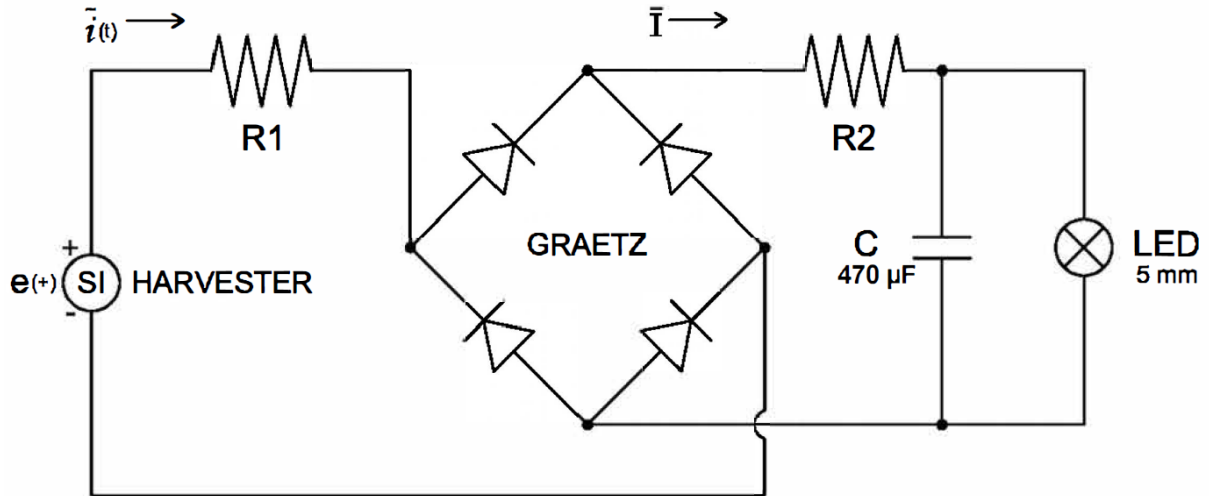 ĩ(t) Ī
R1 R2
GRAETZ
C
470 µF
LED
5 mm
+
e(+) SI HARVESTER
-